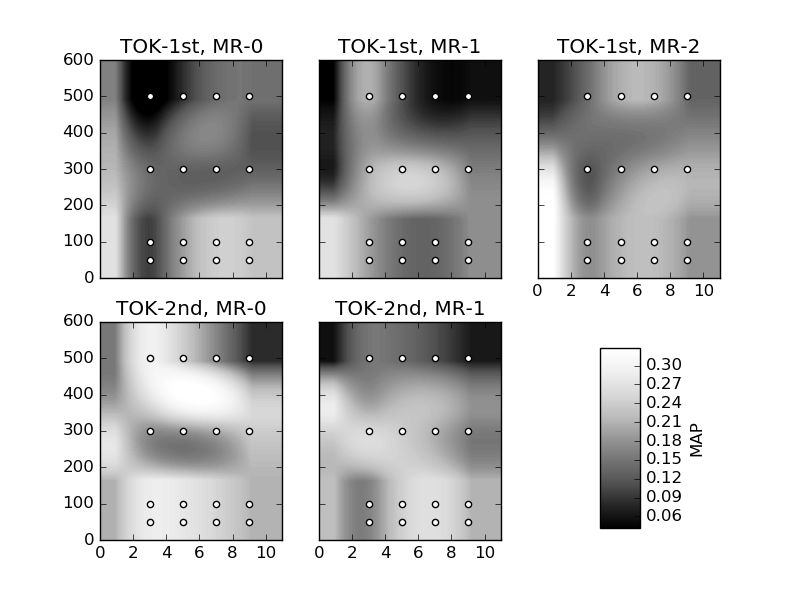 TOK-1st, MR-0
TOK-1st, MR-1
TOK-1st, MR-2
600
500
400
300
200
100
0
0 2 4 6 8 10
TOK-2nd, MR-0
TOK-2nd, MR-1
600
500
400
300
200
100
0
0 2 4 6 8 10
0 2 4 6 8 10
0.30
0.27
0.24
0.21
0.18
0.15
0.12
0.09
0.06
MAP